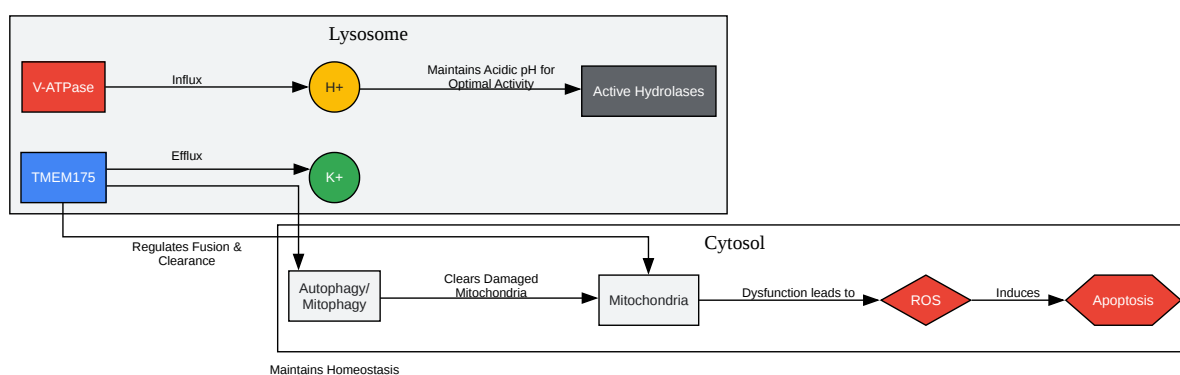 Lysosome
V-ATPase
Influx
H+
Maintains Acidic pH for
Optimal Activity
Active Hydrolases
TMEM175
Efflux
K+
Regulates Fusion &
Clearance
Cytosol
Autophagy/
Mitophagy
Clears Damaged
Mitochondria
Mitochondria
Dysfunction leads to
ROS
Induces
Apoptosis
Maintains Homeostasis